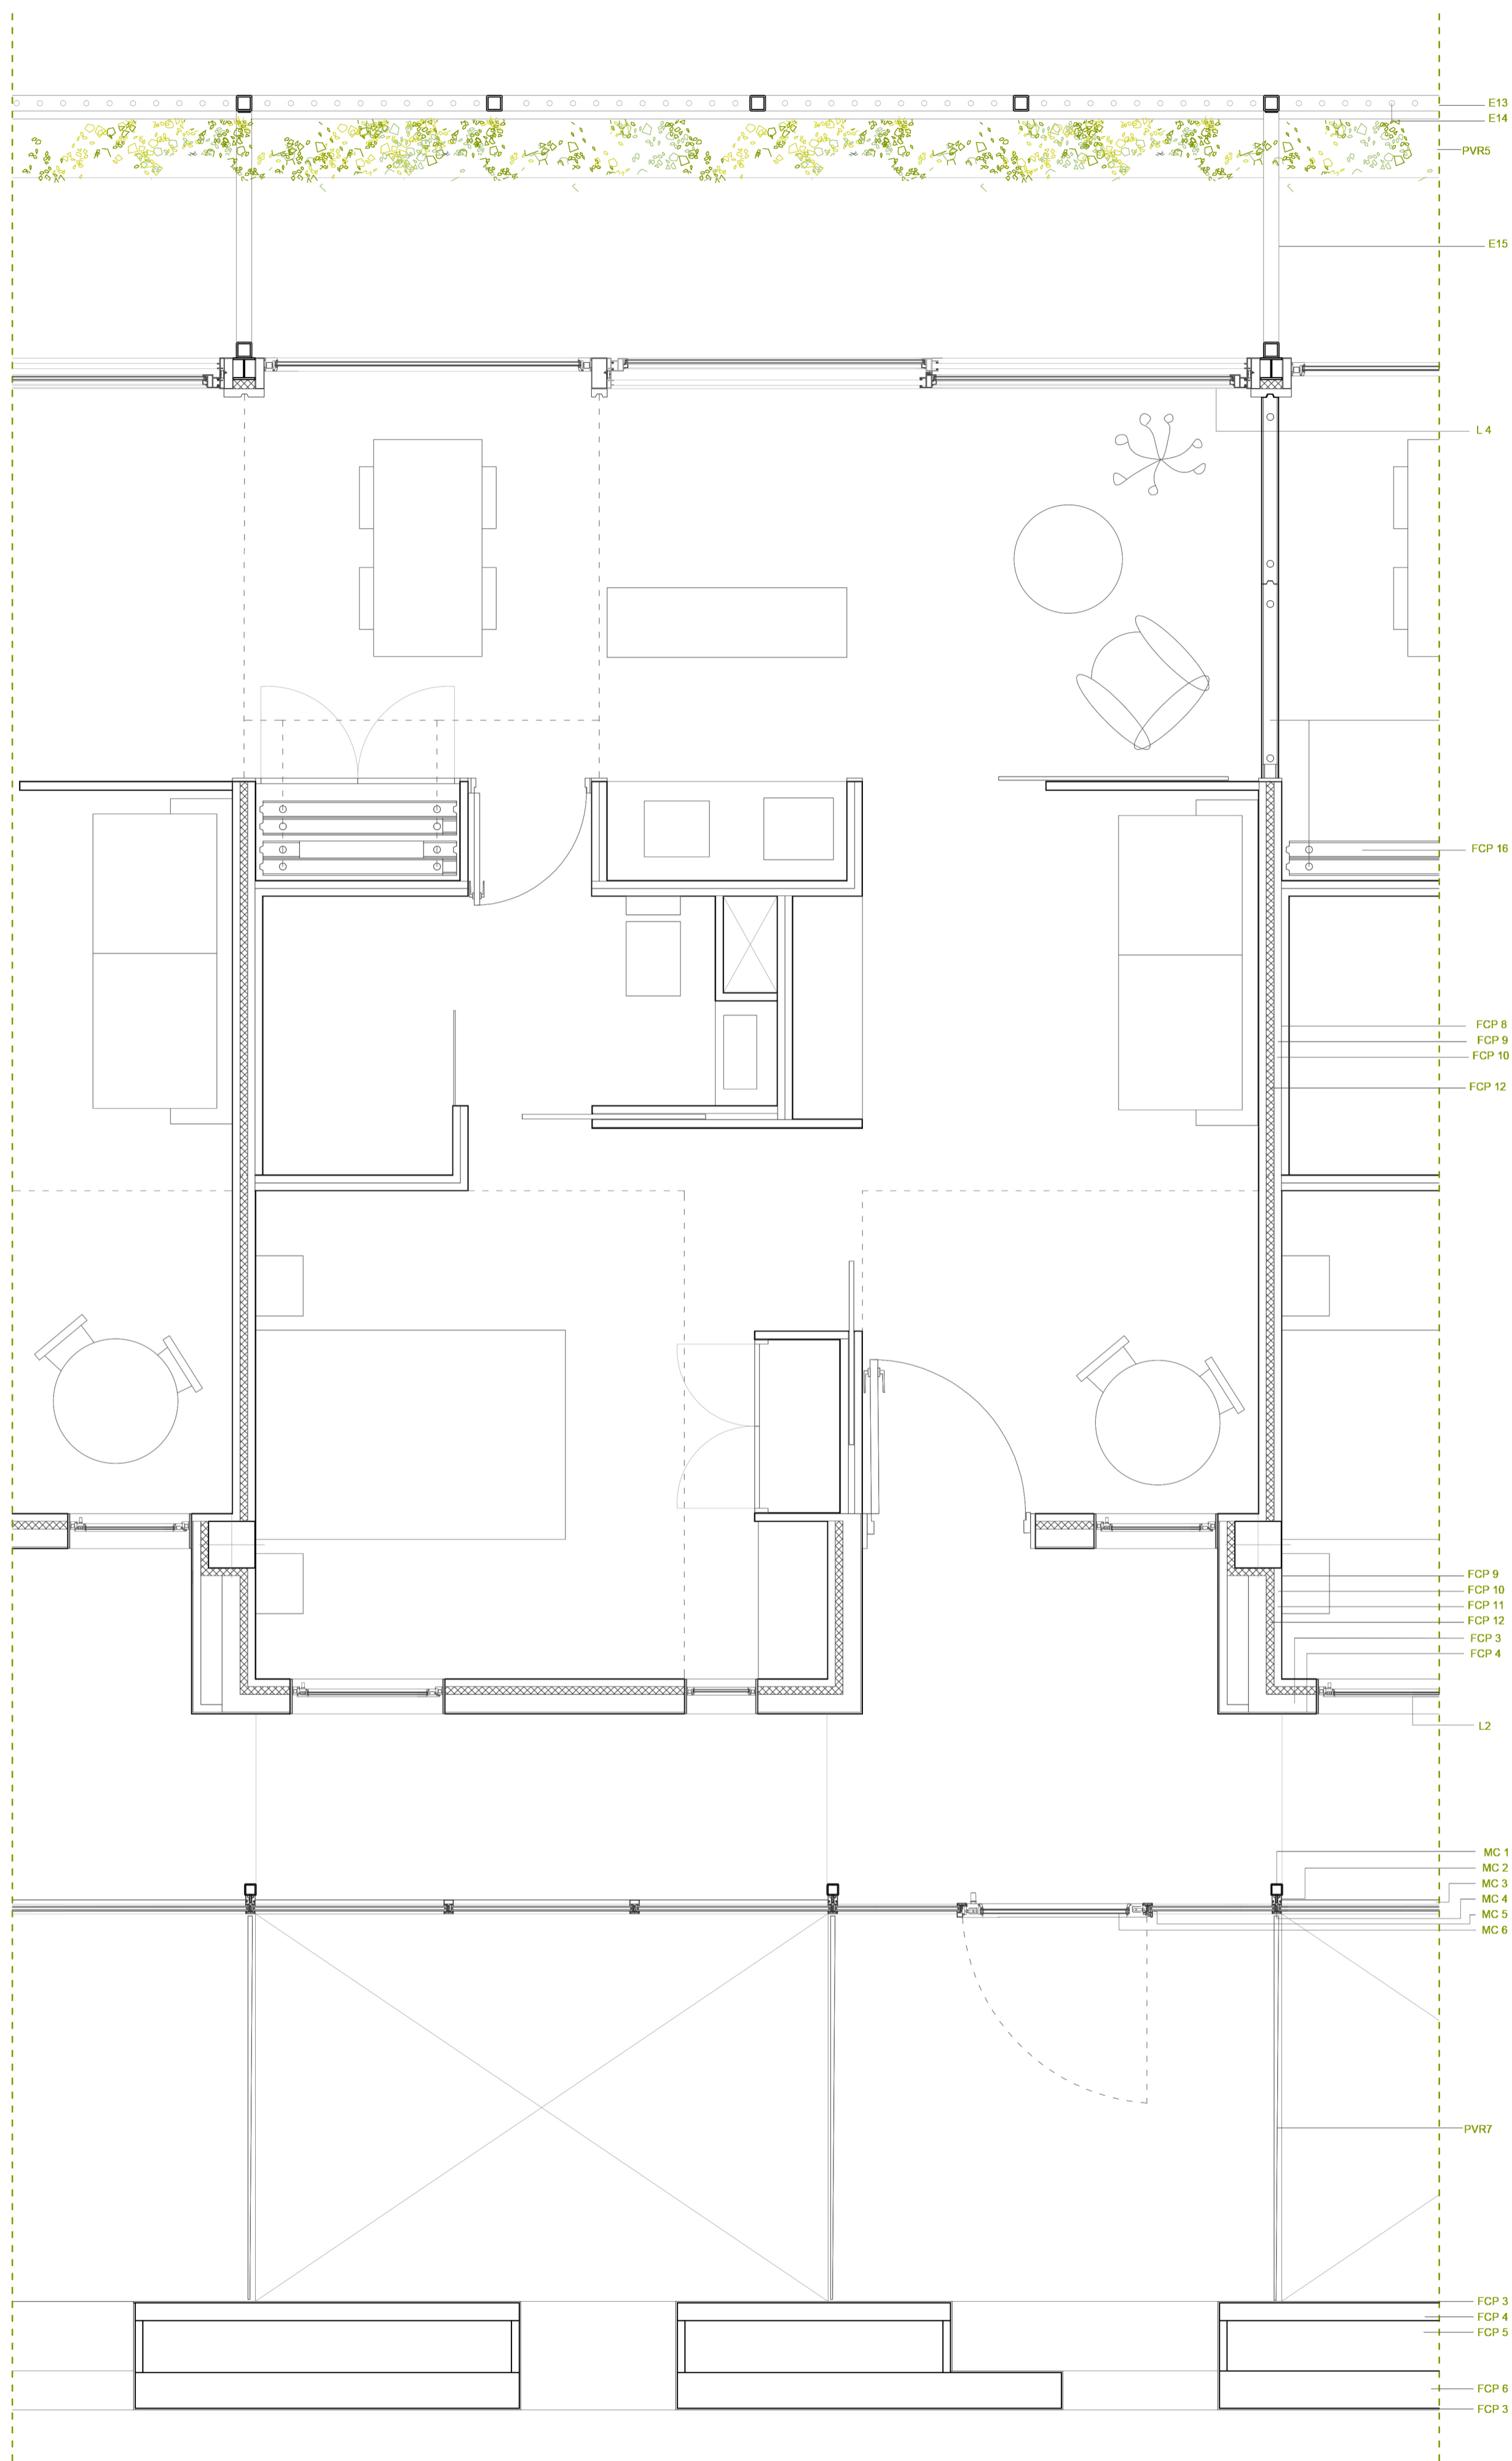 E13
E14
PVR5
E15
L 4
FCP 16
FCP 8
FCP 9
FCP 10
FCP 12
FCP 9
FCP 10
FCP 11
FCP 12
FCP 3
FCP 4
L2
MC 1
MC 2
MC 3
MC 4
MC 5
MC 6
PVR7
FCP 3
FCP 4
FCP 5
FCP 6
FCP 3